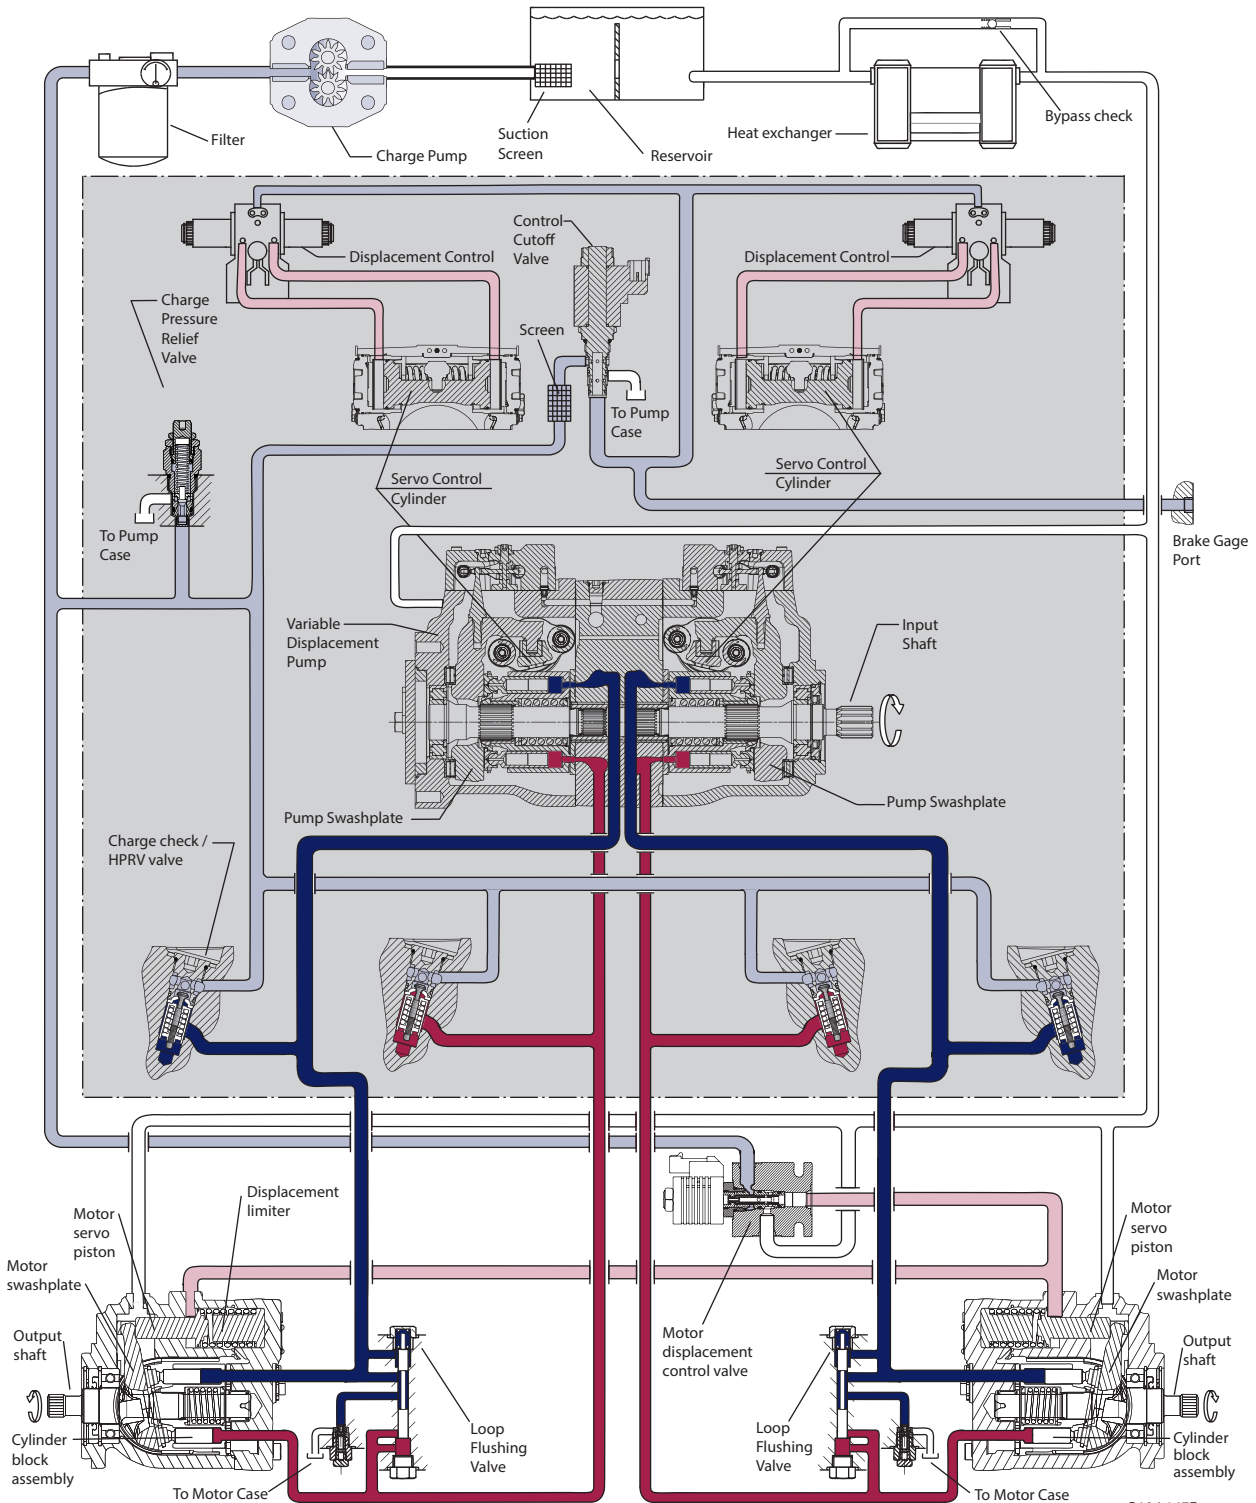 Filter
Charge Pump
Suction
Screen
Reservoir
Heat exchanger
Bypass check
Control
Cutoff
Valve
Displacement Control
Displacement Control
Charge
Pressure
Relief
Valve
Screen
To Pump
Case
Servo Control
Cylinder
Servo Control
Cylinder
To Pump
Case
Brake Gage
Port
Variable
Displacement
Pump
Input
Shaft
Pump Swashplate
Pump Swashplate
Charge check /
HPRV valve
Displacement
limiter
Motor
servo
piston
Motor
swashplate
Output
shaft
Cylinder
block
assembly
To Motor Case
Loop
Flushing
Valve
Motor
displacement
control valve
Loop
Flushing
Valve
Motor
servo
piston
Motor
swashplate
Output
shaft
Cylinder
block
assembly
To Motor Case